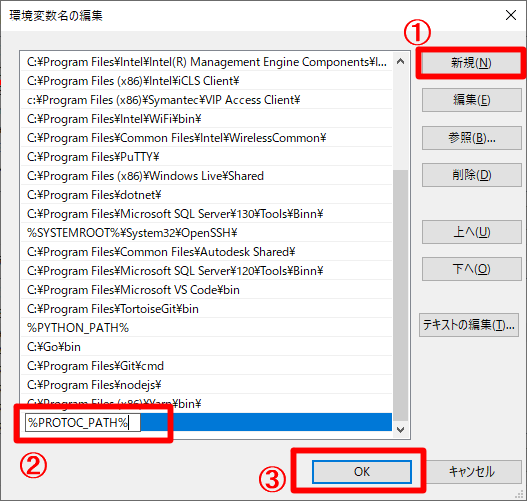 環境変数名の編集
①
C:¥Program Files¥Intel¥Intel(R) Management Engine Components¥I...
C:¥Program Files (x86)¥Intel¥iCLS Client¥
c:¥Program Files (x86)¥Symantec¥VIP Access Client¥
C:¥Program Files¥Intel¥WiFi¥bin¥
C:¥Program Files¥Common Files¥Intel¥WirelessCommon¥
C:¥Program Files¥PuTTY¥
C:¥Program Files (x86)¥Windows Live¥Shared
C:¥Program Files¥dotnet¥
C:¥Program Files¥Microsoft SQL Server¥130¥Tools¥Binn¥
%SYSTEMROOT%¥System32¥OpenSSH¥
C:¥Program Files¥Common Files¥Autodesk Shared¥
C:¥Program Files¥Microsoft SQL Server¥120¥Tools¥Binn¥
C:¥Program Files¥Microsoft VS Code¥bin
C:¥Program Files¥TortoiseGit¥bin
%PYTHON_PATH%
C:¥Go¥bin
C:¥Program Files¥Git¥cmd
C:¥Program Files¥nodejs¥
C:¥Program Files (x86)¥Yarn¥bin¥
%PROTOC_PATH%
新規(N)
編集(E)
参照(B)...
削除(D)
上へ(U)
下へ(O)
テキストの編集(T)...
②
③
OK
キャンセル